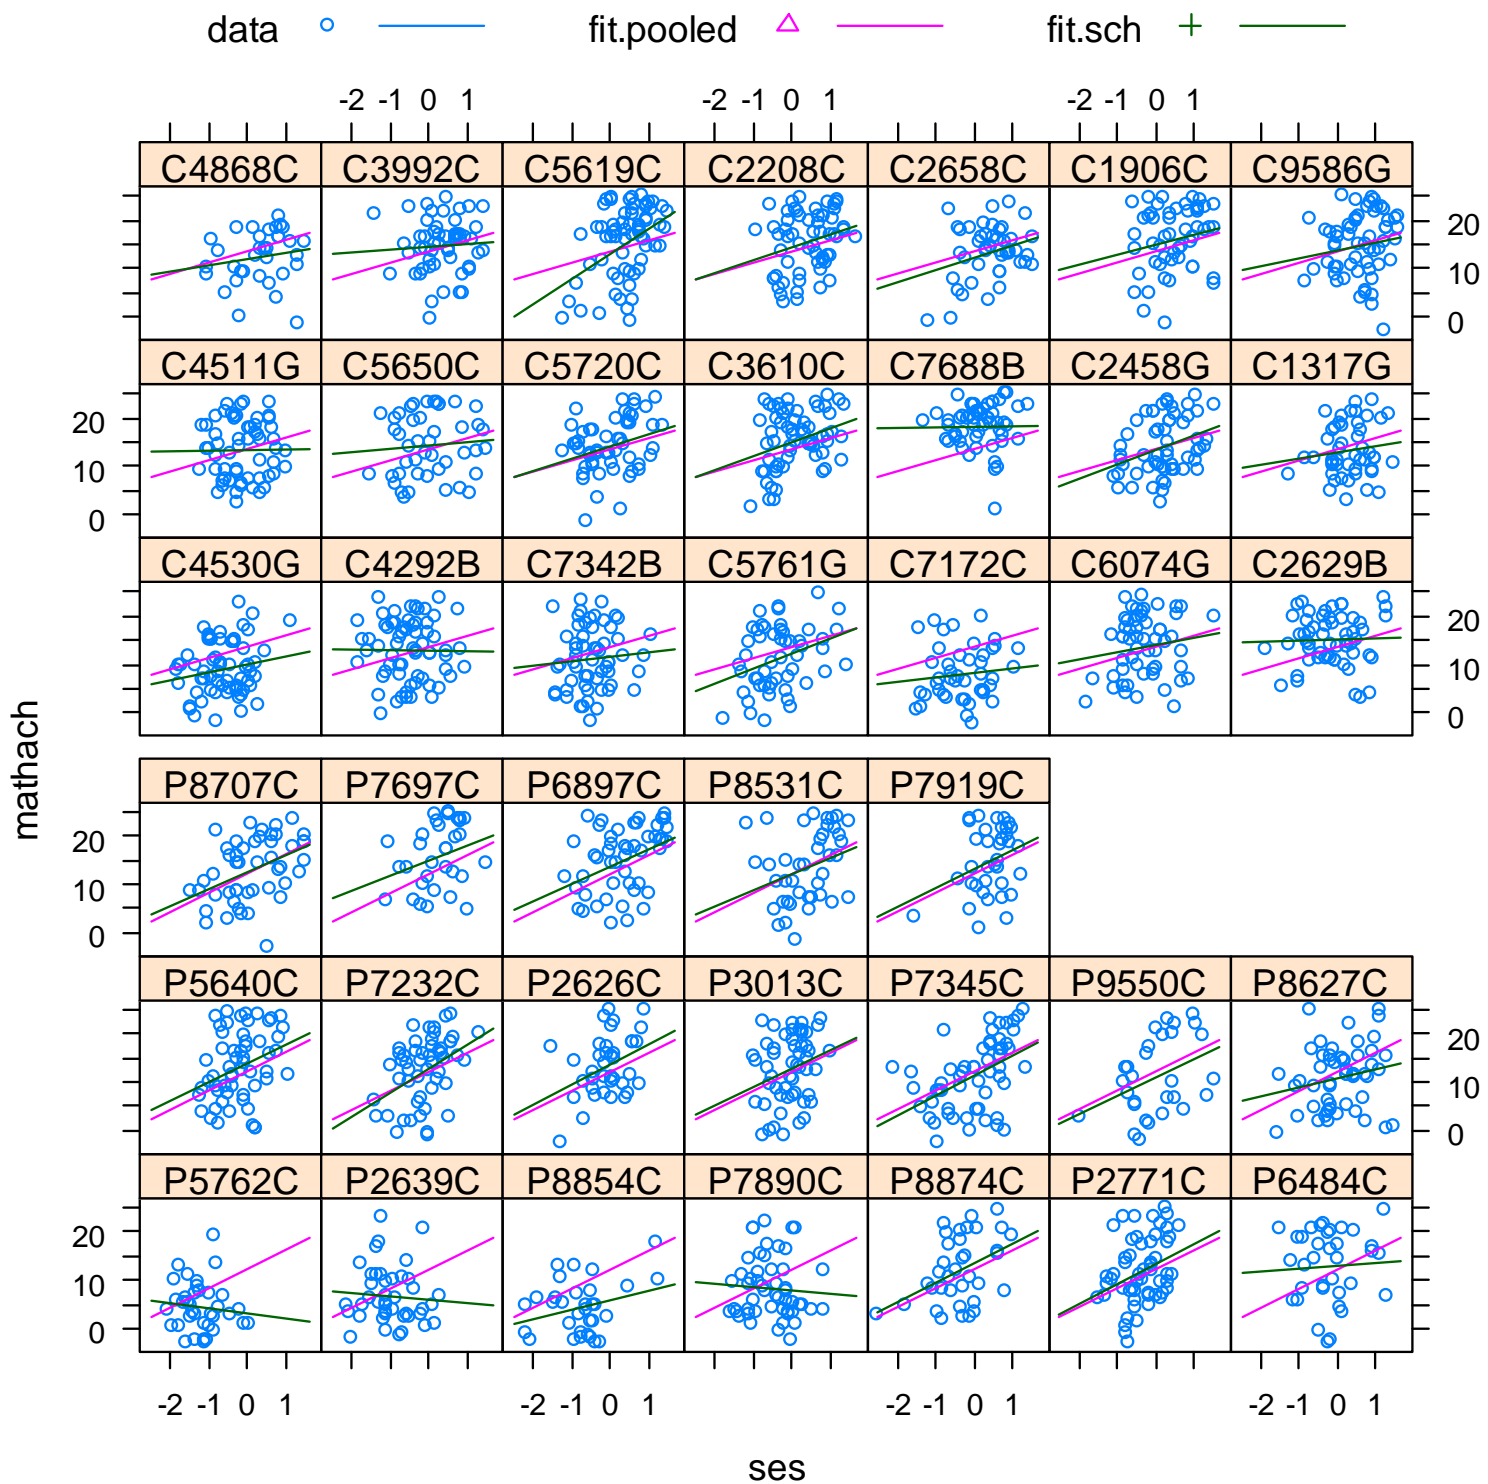 data fit.pooled fit.sch
-2 -1 0 1 -2 -1 0 1 -2 -1 0 1
C4868C C3992C C5619C C2208C C2658C C1906C C9586G
20
10
0
C4511G C5650C C5720C C3610C C7688B C2458G C1317G
20
10
0
C4530G C4292B C7342B C5761G C7172C C6074G C2629B
20
10
0
mathach
P8707C P7697C P6897C P8531C P7919C
20
10
0
P5640C P7232C P2626C P3013C P7345C P9550C P8627C
20
10
0
P5762C P2639C P8854C P7890C P8874C P2771C P6484C
20
10
0
-2 -1 0 1 -2 -1 0 1 -2 -1 0 1 -2 -1 0 1
ses